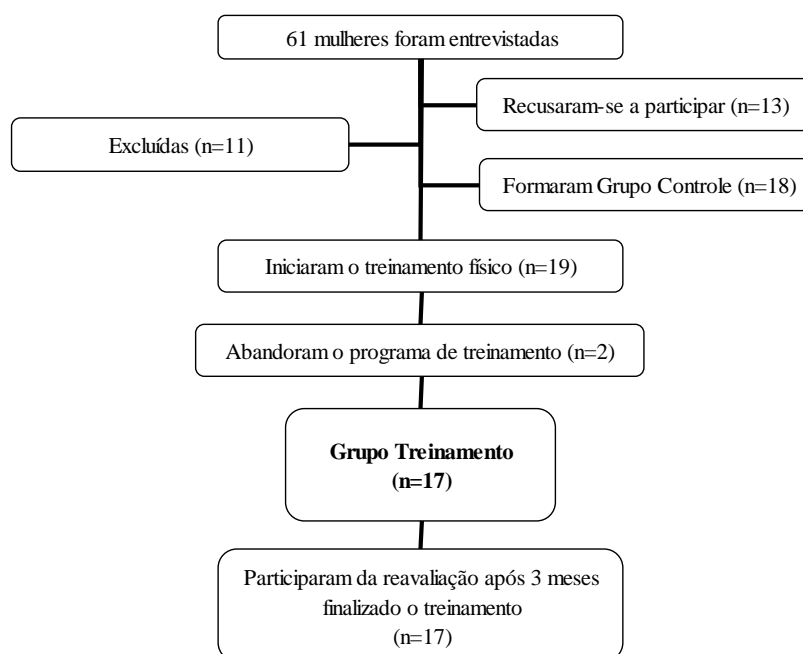 61 mulheres foram entrevistadas
Recusaram-se a participar (n=13)
Excluídas (n=11)
Formaram Grupo Controle (n=18)
Iniciaram o treinamento físico (n=19)
Abandoram o programa de treinamento (n=2)
Grupo Treinamento
(n=17)
Participaram da reavaliação após 3 meses
finalizado o treinamento
(n=17)